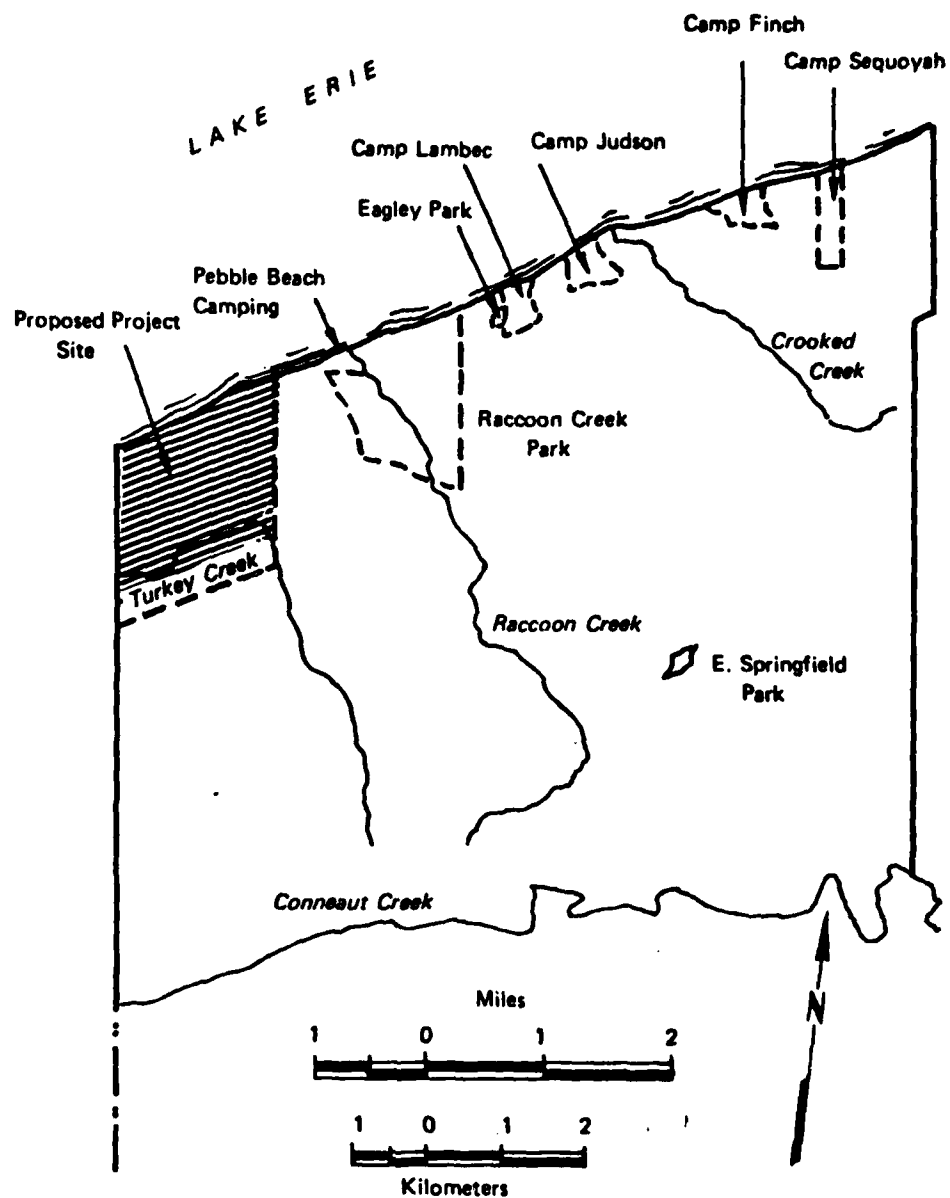 Camp Finch
Camp Sequoyah
LAKE ERIE
Camp Lambec
Camp Judson
Eagley Park
Pebble Beach
Camping
Proposed Project
Site
Crooked
Creek
Raccoon Creek
Park
Turkey Creek
Raccoon Creek
E. Springfield
Park
Conneaut Creek
N
Miles
1 0 1 2
1 0 1 2
Kilometers